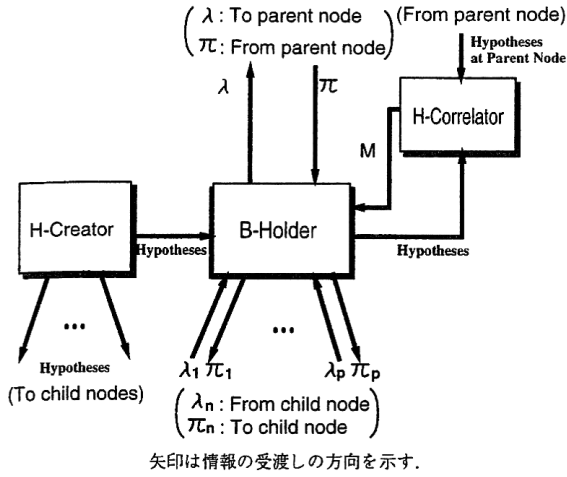 λ : To parent node
π : From parent node
(From parent node)
Hypotheses
at Parent Node
λ
π
H-Correlator
M
H-Creator
Hypotheses
B-Holder
Hypotheses
...
...
Hypotheses
(To child nodes)
λ1 π1
λp πp
λn : From child node
πn : To child node
矢印は情報の受渡しの方向を示す.